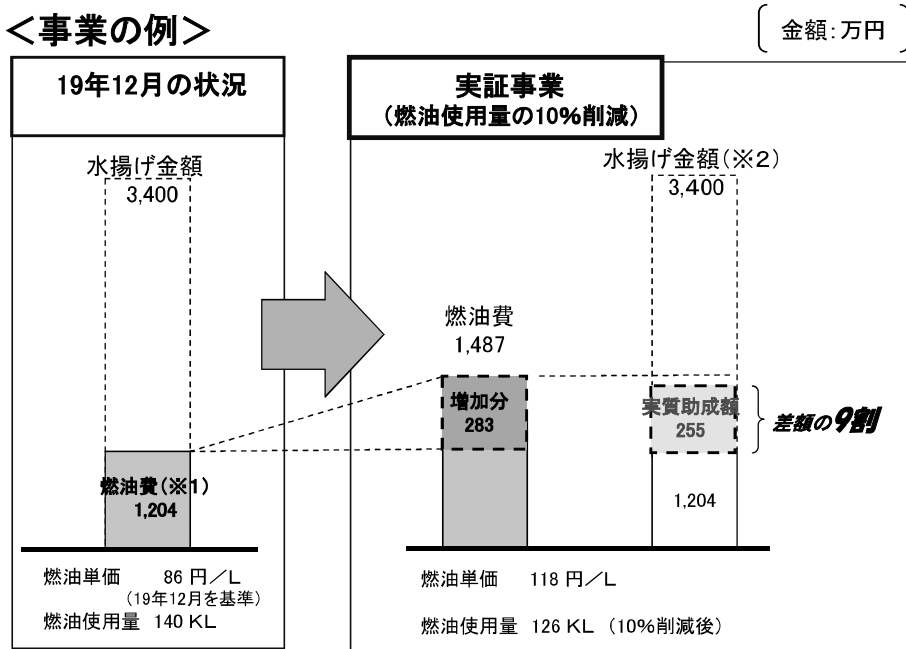 ＜事業の例＞
金額：万円
19年12月の状況
水揚げ金額
3,400
燃油費(※1)
1,204
燃油単価　86 円／L
(19年12月を基準)
燃油使用量 140 KL
実証事業
（燃油使用量の10%削減）
水揚げ金額(※2)
3,400
燃油費
1,487
増加分
283
実質助成額
255
差額の9割
1,204
燃油単価　118 円／L
燃油使用量　126 KL （10%削減後）